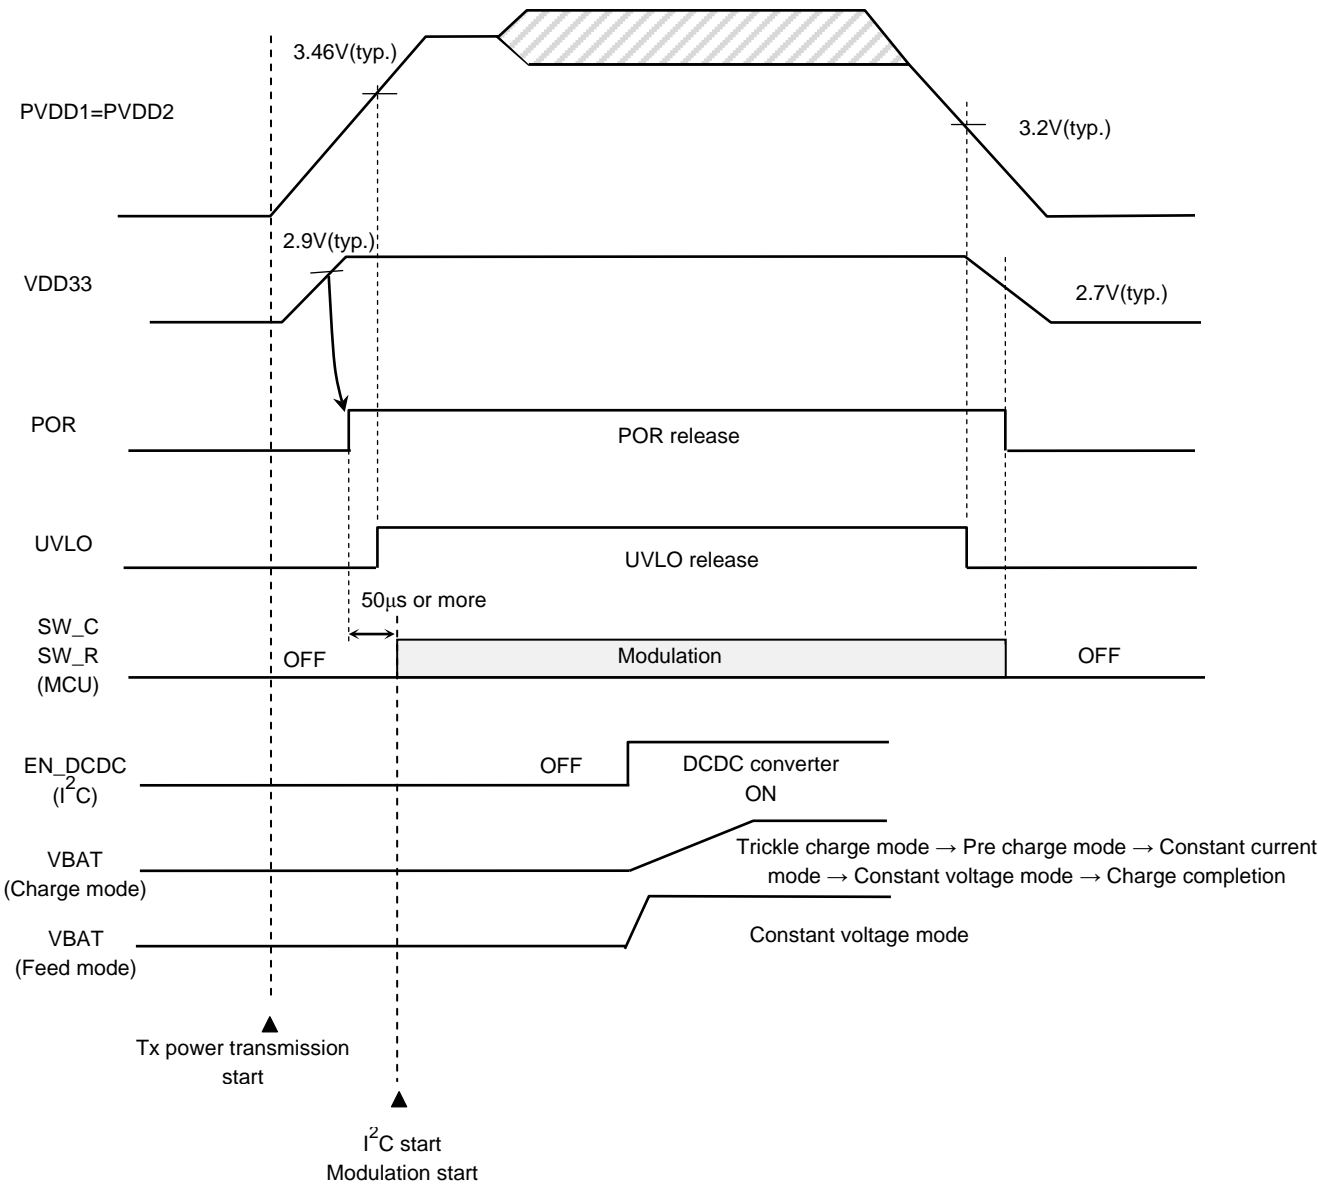 3.46V(typ.)
PVDD1=PVDD2
3.2V(typ.)
2.9V(typ.)
VDD33
2.7V(typ.)
POR
POR release
UVLO
UVLO release
50μs or more
SW_C
SW_R
(MCU)
OFF
Modulation
OFF
EN_DCDC
(I2C)
OFF
DCDC converter
ON
VBAT
(Charge mode)
Trickle charge mode → Pre charge mode → Constant current
mode → Constant voltage mode → Charge completion
VBAT
(Feed mode)
Constant voltage mode
Tx power transmission
start
I2C start
Modulation start